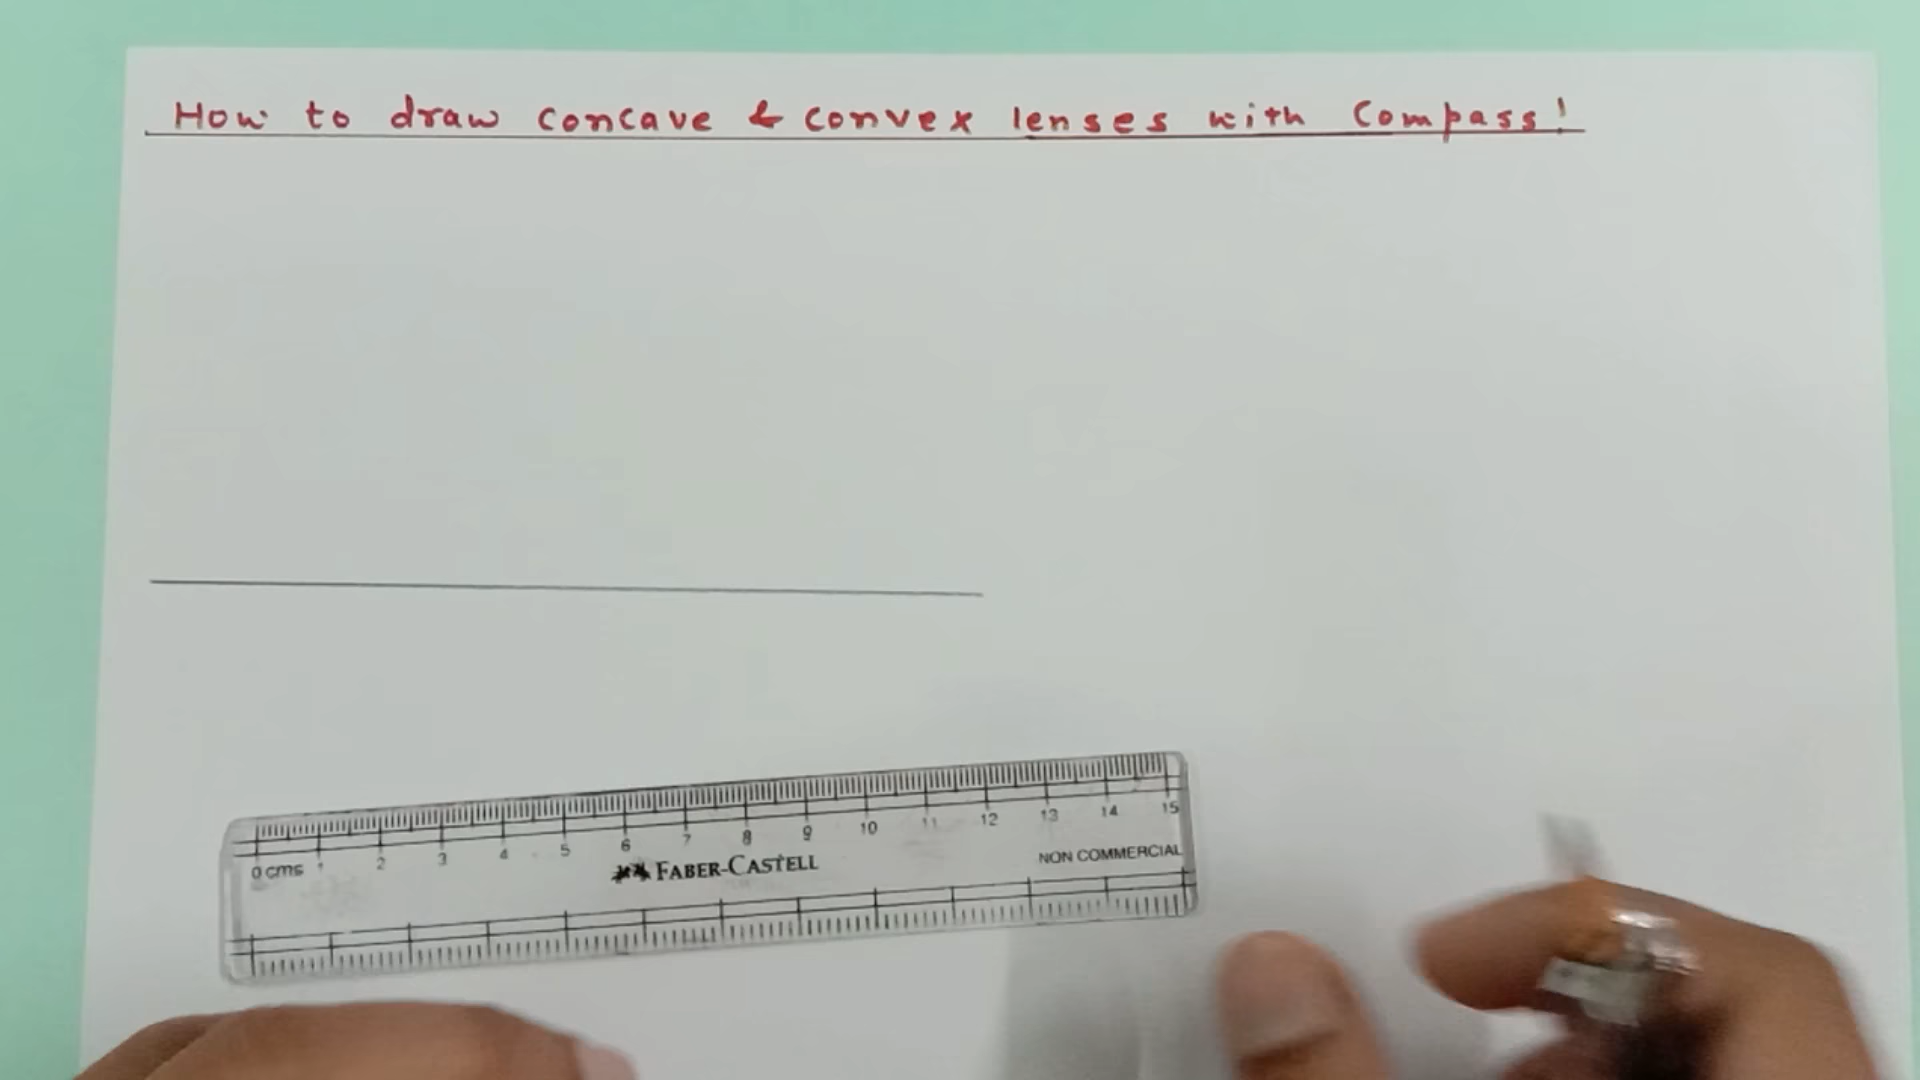 How to draw concave & convex lenses with Compass!
0 cms 1 2 3 4 5 6 7 8 9 10 11 12 13 14 15
FABER-CASTELL
NON COMMERCIAL